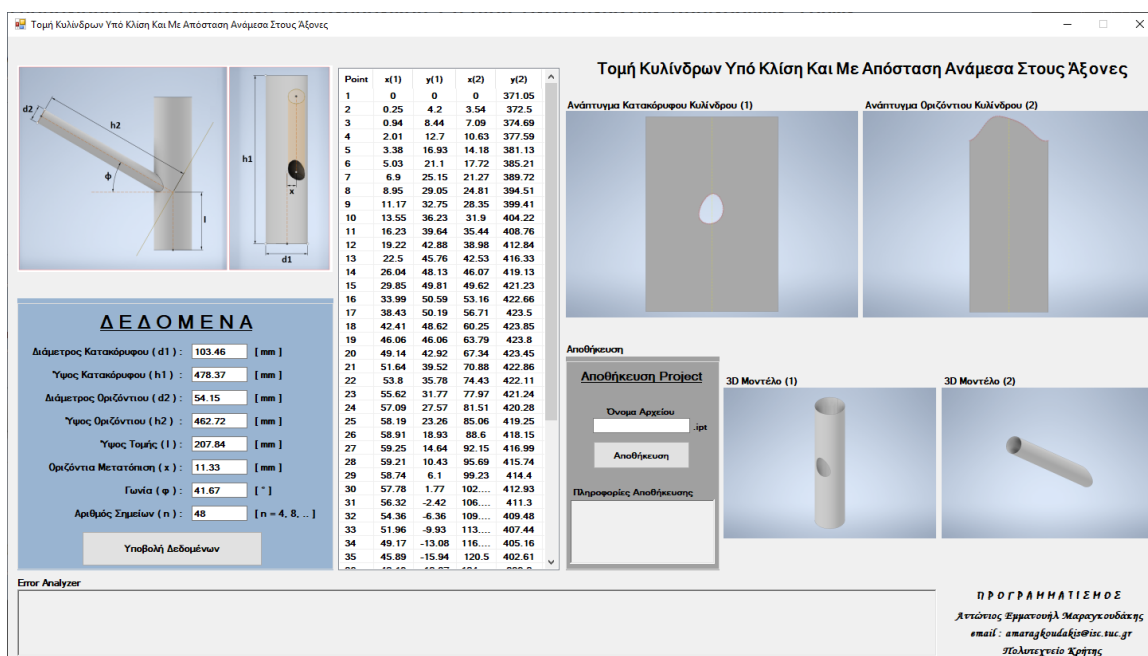 Τομή Κυλίνδρων Υπό Κλίση Και Με Απόσταση Ανάμεσα Στους Άξονες
d2
h2
φ
l
h1
x
d1
ΔΕΔΟΜΕΝΑ
Διάμετρος Κατακόρυφου ( d1 ) : 103.46 [ mm ]
Ύψος Κατακόρυφου ( h1 ) : 478.37 [ mm ]
Διάμετρος Οριζόντιου ( d2 ) : 54.15 [ mm ]
Ύψος Οριζόντιου ( h2 ) : 462.72 [ mm ]
Ύψος Τομής ( l ) : 207.84 [ mm ]
Οριζόντια Μετατόπιση ( x ) : 11.33 [ mm ]
Γωνία ( φ ) : 41.67 [ ° ]
Αριθμός Σημείων ( n ) : 48 [ n = 4, 8, .. ]
Υποβολή Δεδομένων
Point x(1) y(1) x(2) y(2)
1 0 0 0 371.05
2 0.25 4.2 3.54 372.5
3 0.94 8.44 7.09 374.69
4 2.01 12.7 10.63 377.59
5 3.38 16.93 14.18 381.13
6 5.03 21.1 17.72 385.21
7 6.9 25.15 21.27 389.72
8 8.95 29.05 24.81 394.51
9 11.17 32.75 28.35 399.41
10 13.55 36.23 31.9 404.22
11 16.23 39.64 35.44 408.76
12 19.22 42.88 38.98 412.84
13 22.5 45.76 42.53 416.33
14 26.04 48.13 46.07 419.13
15 29.85 49.81 49.62 421.23
16 33.99 50.59 53.16 422.66
17 38.43 50.19 56.71 423.5
18 42.41 48.62 60.25 423.85
19 46.06 46.06 63.79 423.8
20 49.14 42.92 67.34 423.45
21 51.64 39.52 70.88 422.86
22 53.8 35.78 74.43 422.11
23 55.62 31.77 77.97 421.24
24 57.09 27.57 81.51 420.28
25 58.19 23.26 85.06 419.25
26 58.91 18.93 88.6 418.15
27 59.25 14.64 92.15 416.99
28 59.21 10.43 95.69 415.74
29 58.74 6.1 99.23 414.4
30 57.78 1.77 102.... 412.93
31 56.32 -2.42 106.... 411.3
32 54.36 -6.36 109.... 409.48
33 51.96 -9.93 113.... 407.44
34 49.17 -13.08 116.... 405.16
35 45.89 -15.94 120.5 402.61
Τομή Κυλίνδρων Υπό Κλίση Και Με Απόσταση Ανάμεσα Στους Άξονες
Ανάπτυγμα Κατακόρυφου Κυλίνδρου (1)
Ανάπτυγμα Οριζόντιου Κυλίνδρου (2)
Αποθήκευση
Αποθήκευση Project
Όνομα Αρχείου
.ipt
Αποθήκευση
Πληροφορίες Αποθήκευσης
3D Μοντέλο (1)
3D Μοντέλο (2)
Error Analyzer
ΠΡΟΓΡΑΜΜΑΤΙΣΜΟΣ
Αντώνιος Εμμανουήλ Μαραγκουδάκης
email : amaragkoudakis@isc.tuc.gr
Πολυτεχνείο Κρήτης